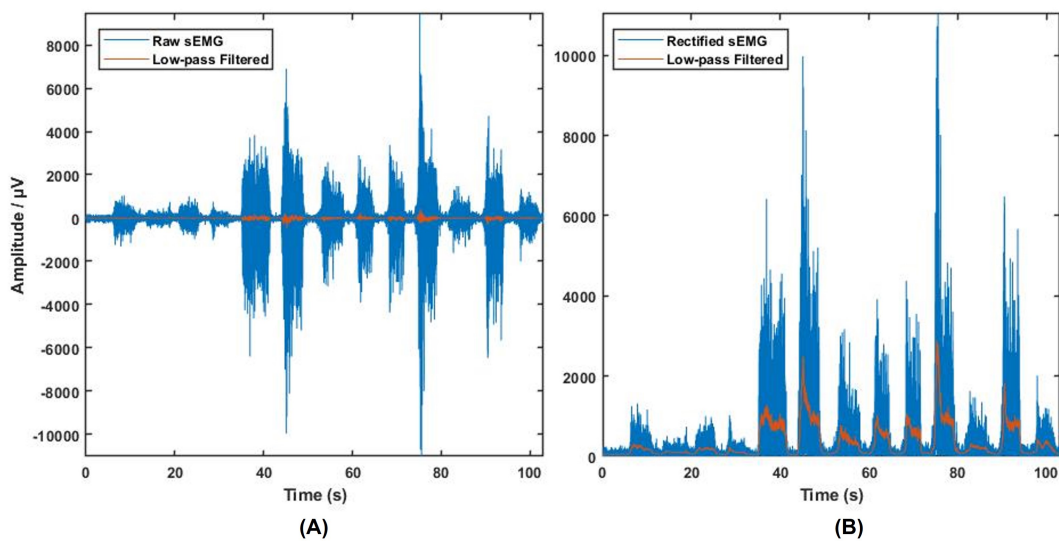 Raw sEMG
Low-pass Filtered
8000
6000
4000
2000
0
-2000
-4000
-6000
-8000
-10000
Amplitude / µV
0 20 40 60 80 100
Time (s)
(A)
Rectified sEMG
Low-pass Filtered
10000
8000
6000
4000
2000
0
0 20 40 60 80 100
Time (s)
(B)